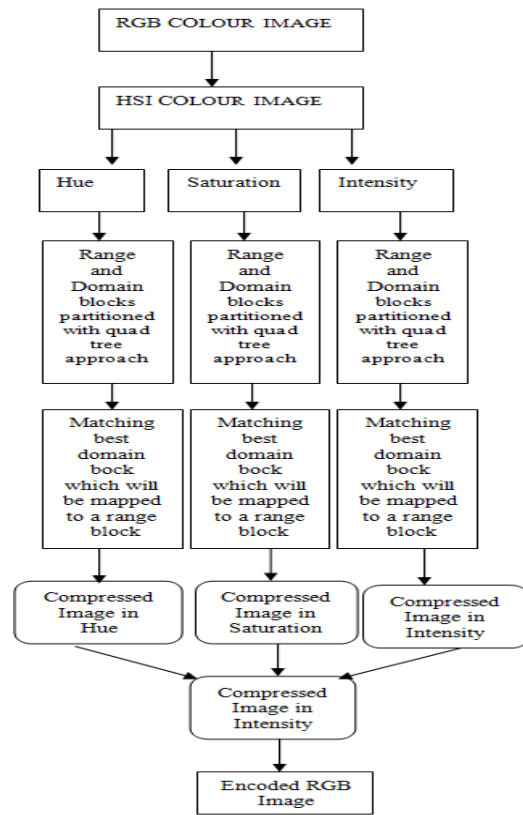 RGB COLOUR IMAGE
HSI COLOUR IMAGE
Hue
Saturation
Intensity
Range
and
Domain
blocks
partitioned
with quad
tree
approach
Range
and
Domain
blocks
partitioned
with quad
tree
approach
Range
and
Domain
blocks
partitioned
with quad
tree
approach
Matching
best
domain
bock
which will
be mapped
to a range
block
Matching
best
domain
bock
which will
be mapped
to a range
block
Matching
best
domain
bock
which will
be mapped
to a range
block
Compressed
Image in
Hue
Compressed
Image in
Saturation
Compressed
Image in
Intensity
Compressed
Image in
Intensity
Encoded RGB
Image